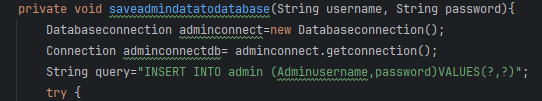 private void saveadmindatatodatabase(String username, String password){
Databaseconnection adminconnect=new Databaseconnection();
Connection adminconnectdb= adminconnect.getconnection();
String query="INSERT INTO admin (Adminusername,password)VALUES(?,?)";
try {